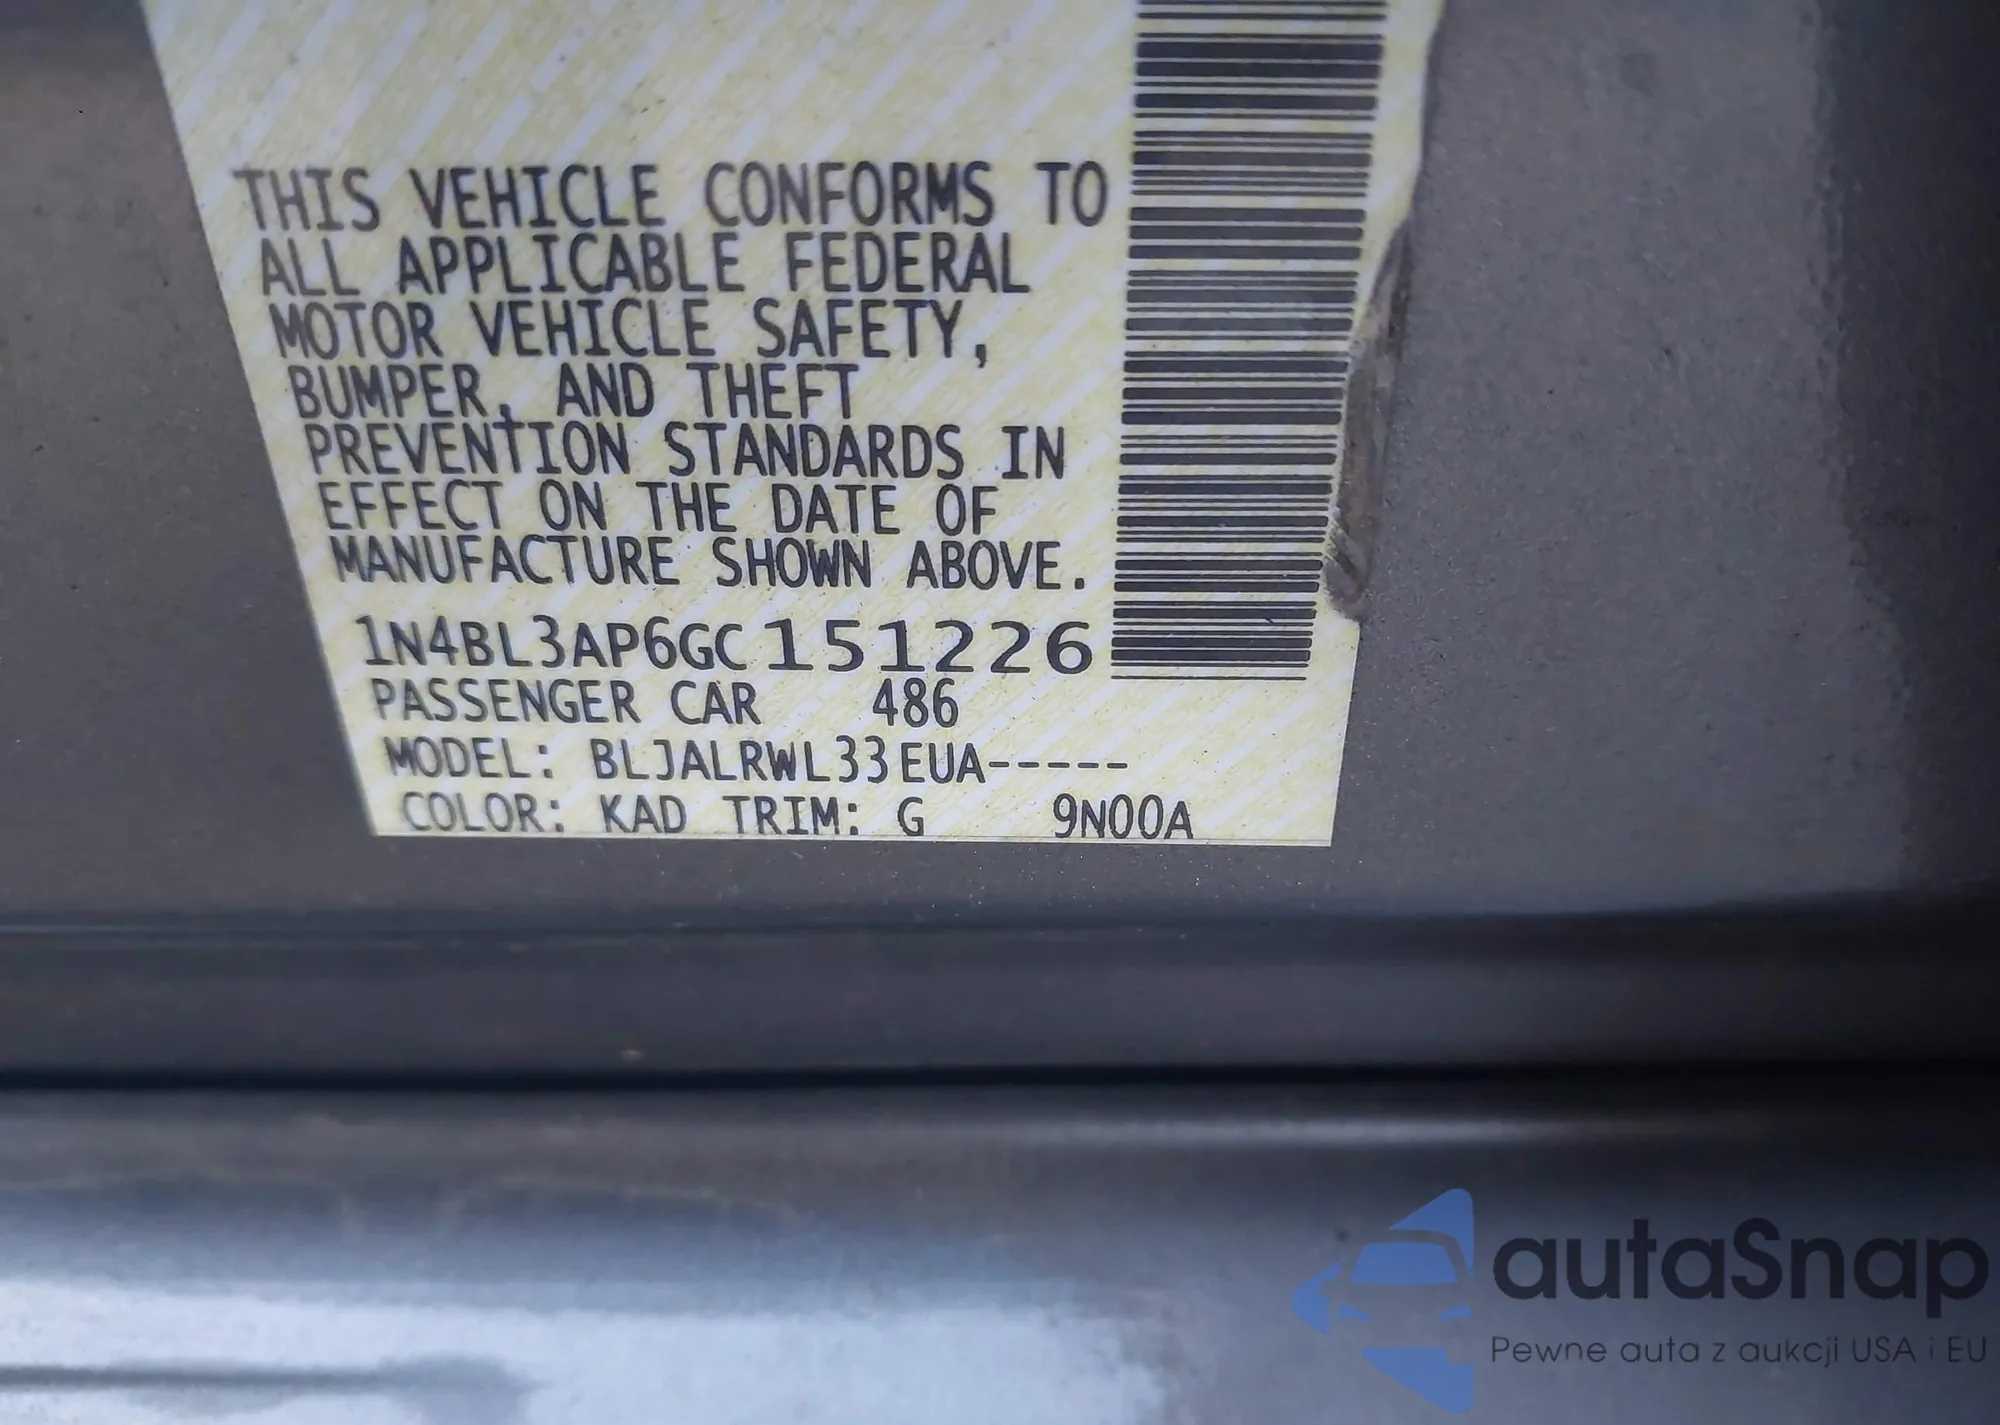 THIS VEHICLE CONFORMS TO
ALL APPLICABLE FEDERAL
MOTOR VEHICLE SAFETY,
BUMPER, AND THEFT
PREVENTION STANDARDS IN
EFFECT ON THE DATE OF
MANUFACTURE SHOWN ABOVE.
1N4BL3AP6GC151226
PASSENGER CAR 486
MODEL: BLJALRWL33EUA-----
COLOR: KAD TRIM: G 9N00A
autaSnap
Pewne auta z aukcji USA i EU